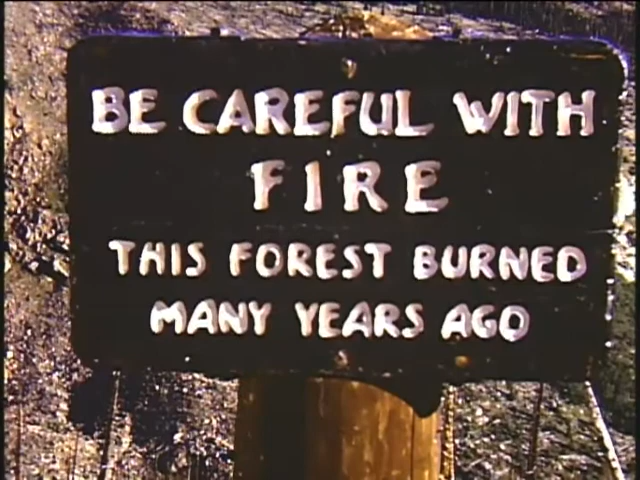 BE CAREFUL WITH
FIRE
THIS FOREST BURNED
MANY YEARS AGO